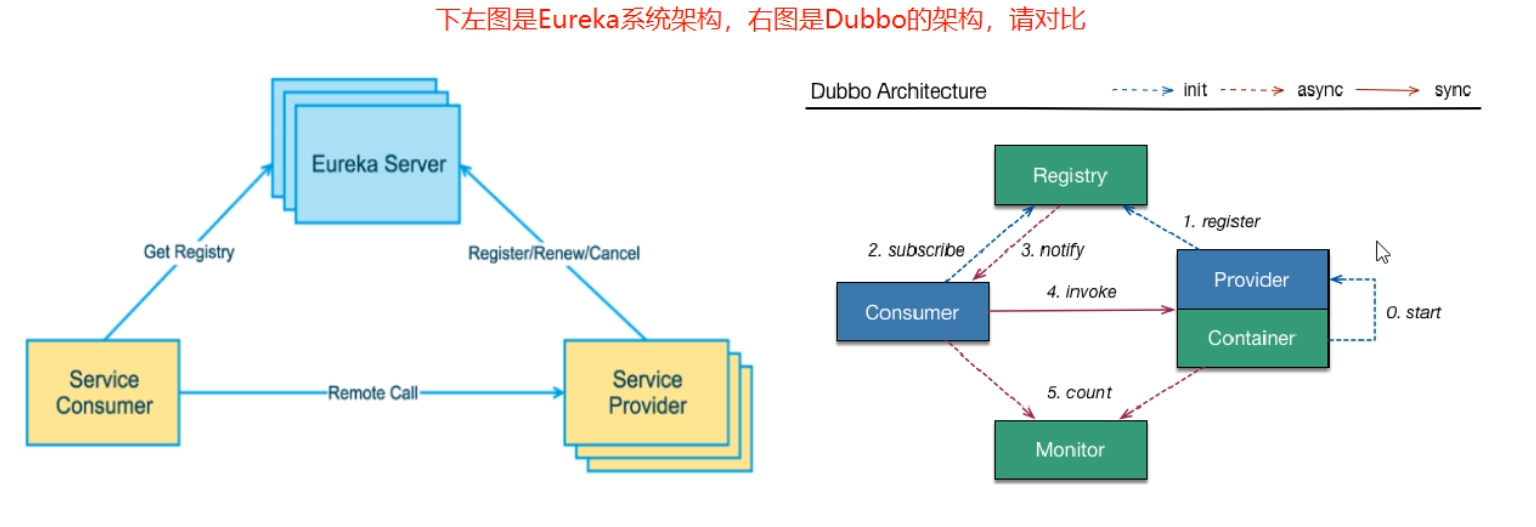 下左图是Eureka系统架构，右图是Dubbo的架构，请对比
Eureka Server
Get Registry
Register/Renew/Cancel
Service
Consumer
Remote Call
Service
Provider
Dubbo Architecture
init
async
sync
Registry
1. register
2. subscribe
3. notify
Provider
4. invoke
Consumer
0. start
Container
5. count
Monitor